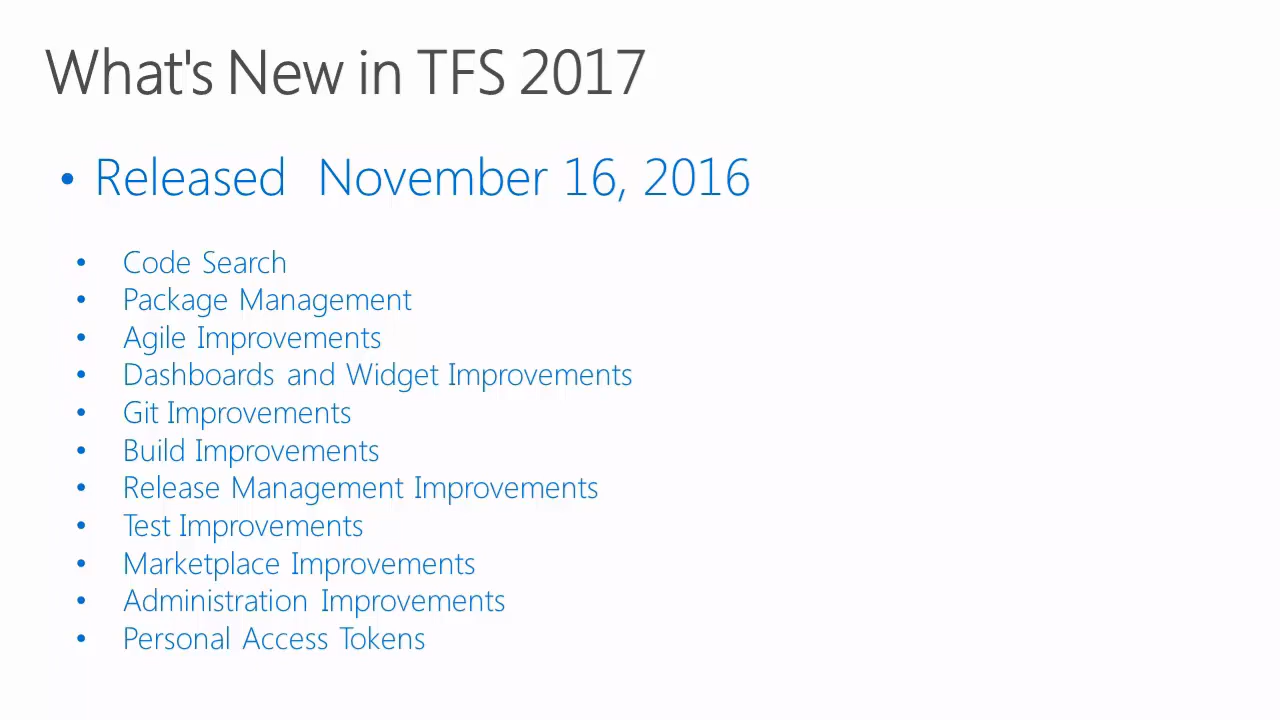 What's New in TFS 2017
• Released  November 16, 2016
• Code Search
• Package Management
• Agile Improvements
• Dashboards and Widget Improvements
• Git Improvements
• Build Improvements
• Release Management Improvements
• Test Improvements
• Marketplace Improvements
• Administration Improvements
• Personal Access Tokens